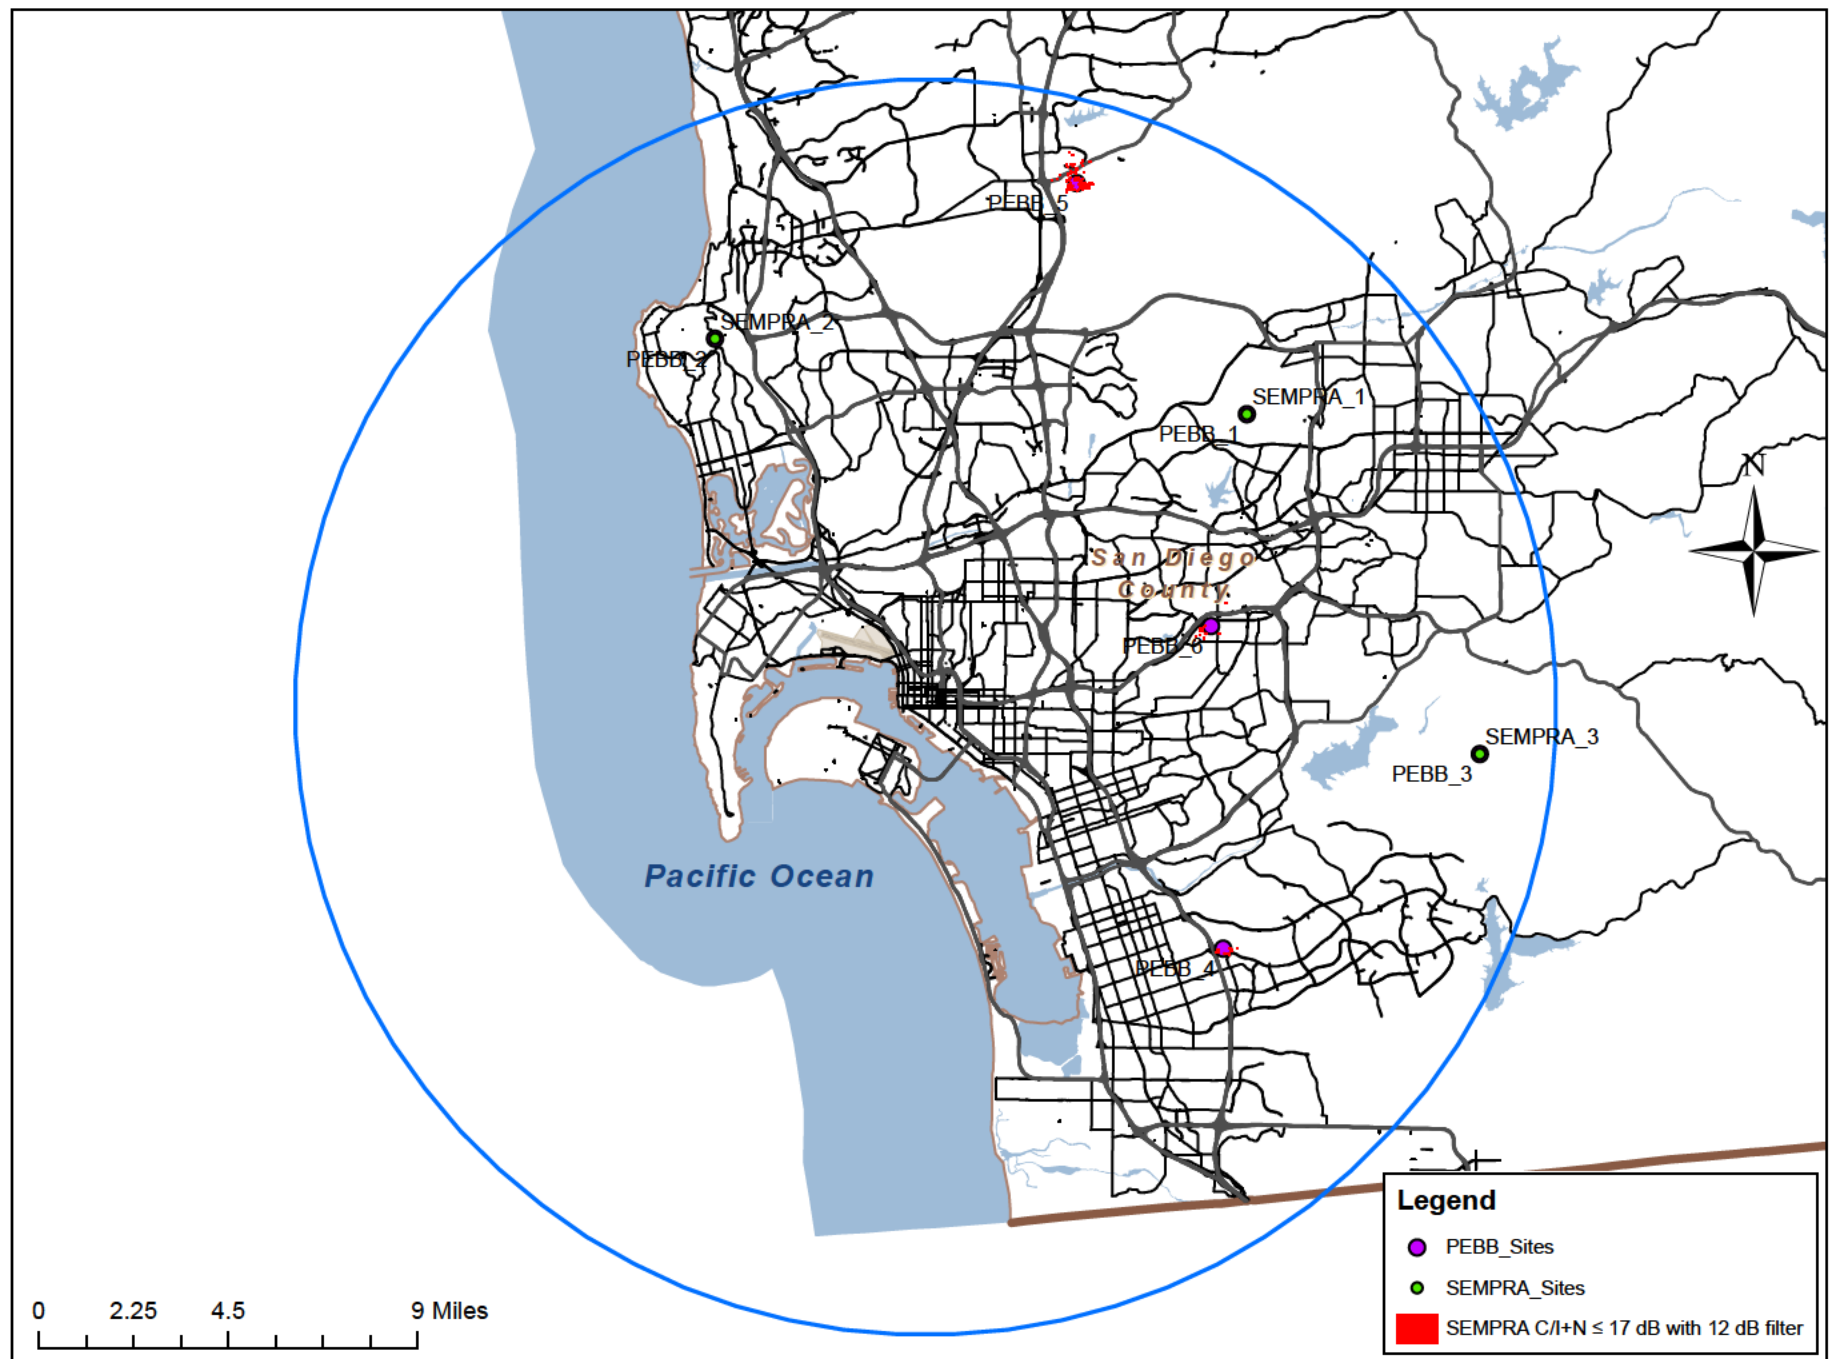 PEBB_5
SEMPRA_2
PEBB_2
SEMPRA_1
PEBB_1
N
San Diego
County
PEBB_6
SEMPRA_3
PEBB_3
Pacific Ocean
PEBB_4
Legend
PEBB_Sites
SEMPRA_Sites
SEMPRA C/I+N ≤ 17 dB with 12 dB filter
0 2.25 4.5 9 Miles